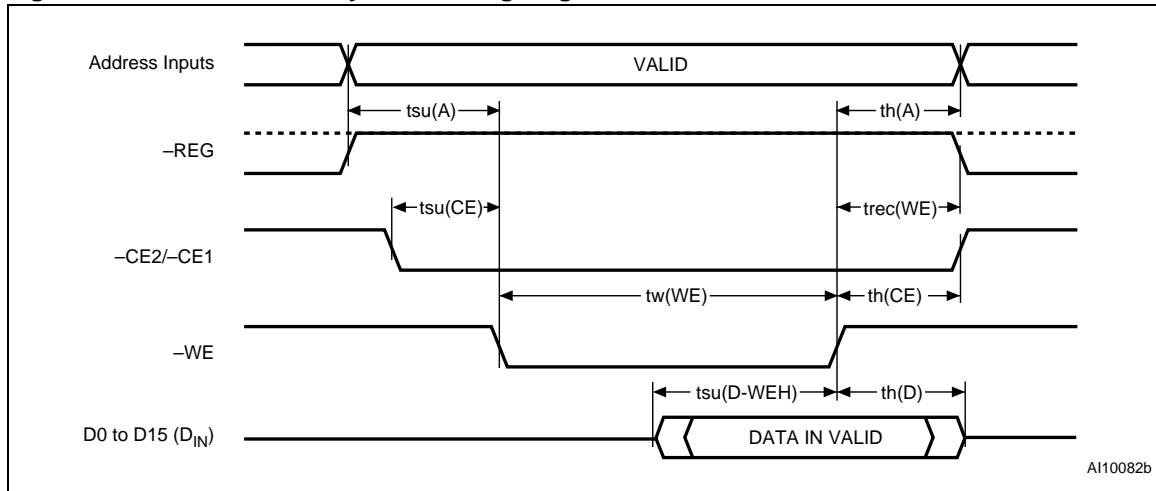 Address Inputs
VALID
tsu(A)
th(A)
–REG
tsu(CE)
trec(WE)
–CE2/–CE1
tw(WE)
th(CE)
–WE
tsu(D-WEH)
th(D)
D0 to D15 (DIN)
DATA IN VALID
AI10082b